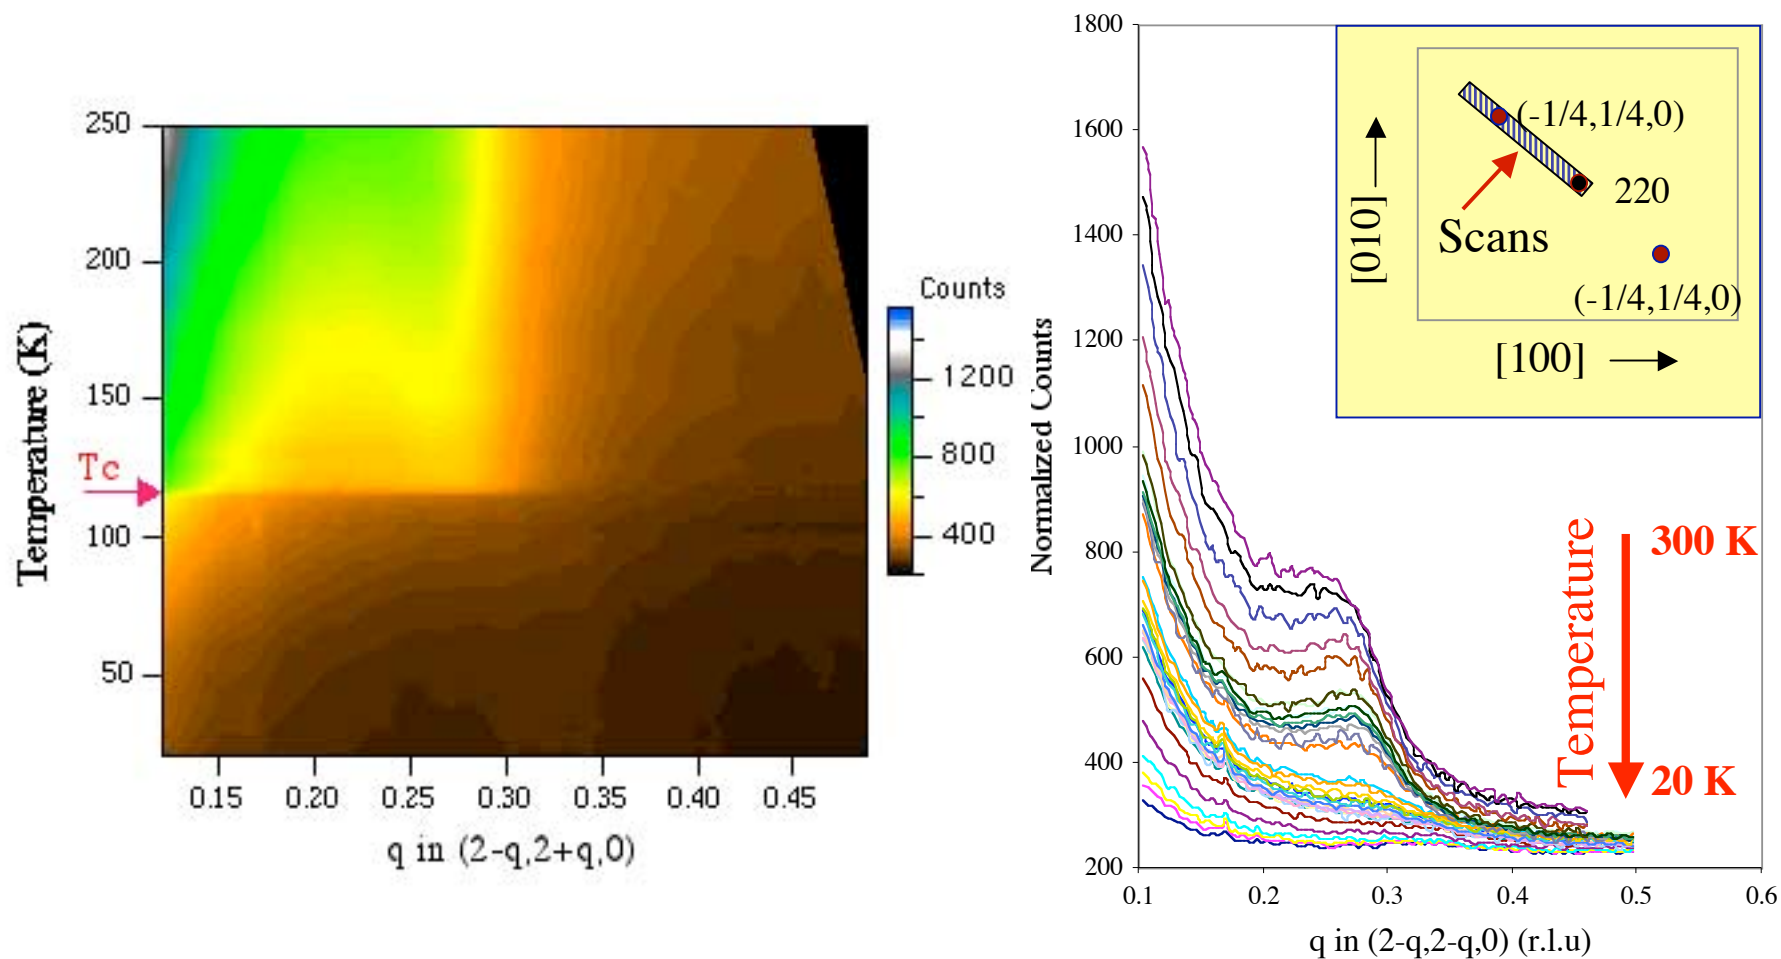 250
200
150
100
50
Temperature (K)
Tc
0.15 0.20 0.25 0.30 0.35 0.40 0.45
q in (2-q,2+q,0)
Counts
1200
800
400
1800
1600
1400
1200
1000
800
600
400
200
Normalized Counts
0.1 0.2 0.3 0.4 0.5 0.6
q in (2-q,2-q,0) (r.l.u)
(-1/4,1/4,0)
220
Scans
(-1/4,1/4,0)
[010]
[100]
Temperature
300 K
20 K